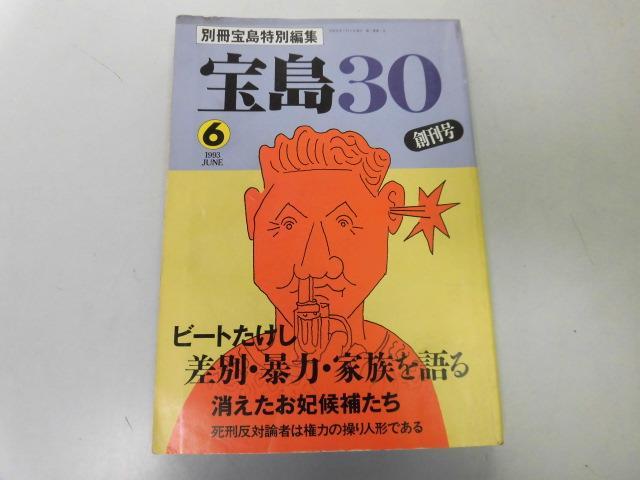 別冊宝島特別編集
宝島30
6
1993
JUNE
創刊号
ビートたけし
差別・暴力・家族を語る
消えたお妃候補たち
死刑反対論者は権力の操り人形である